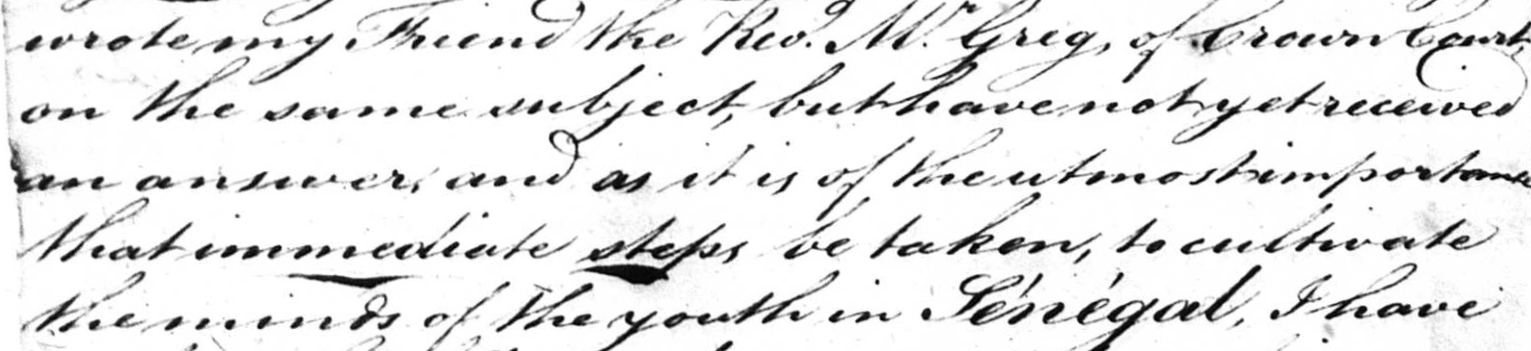 wrote my Friend the Revd. Mr. Greig, of Crown Court,
on the same subject, but have not yet received
an answer, and as it is of the utmost importance
that immediate steps be taken, to cultivate
the minds of the youth in Sénégal, I have